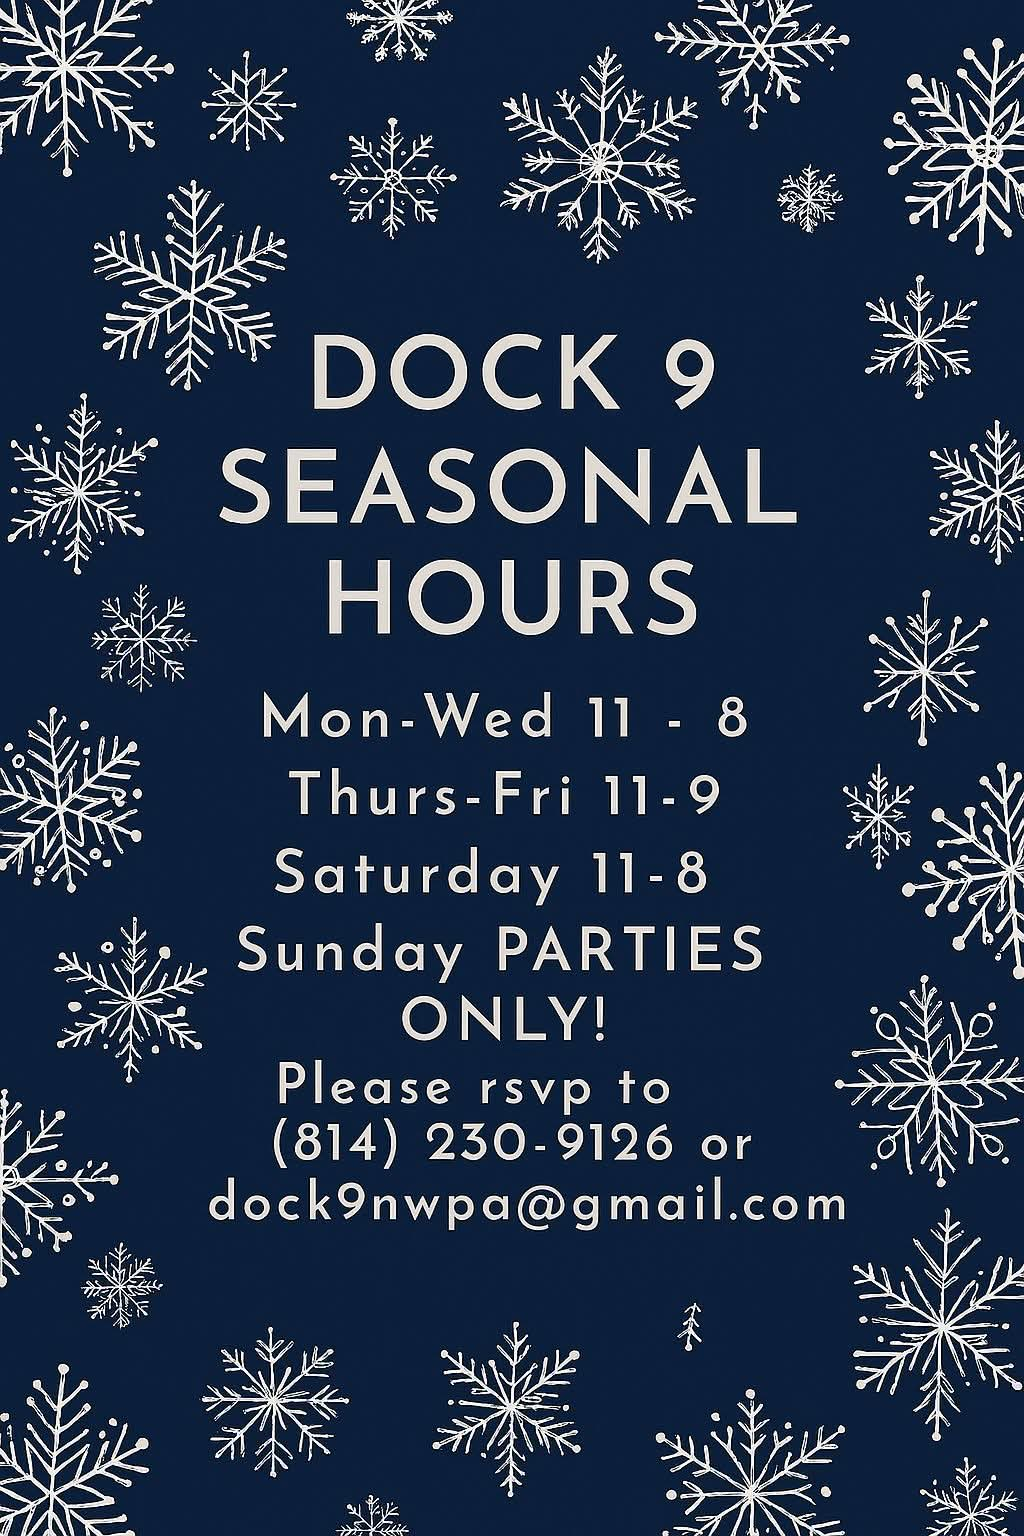 DOCK 9
SEASONAL
HOURS
Mon-Wed 11 - 8
Thurs-Fri 11-9
Saturday 11-8
Sunday PARTIES
ONLY!
Please rsvp to
(814) 230-9126 or
dock9nwpa@gmail.com